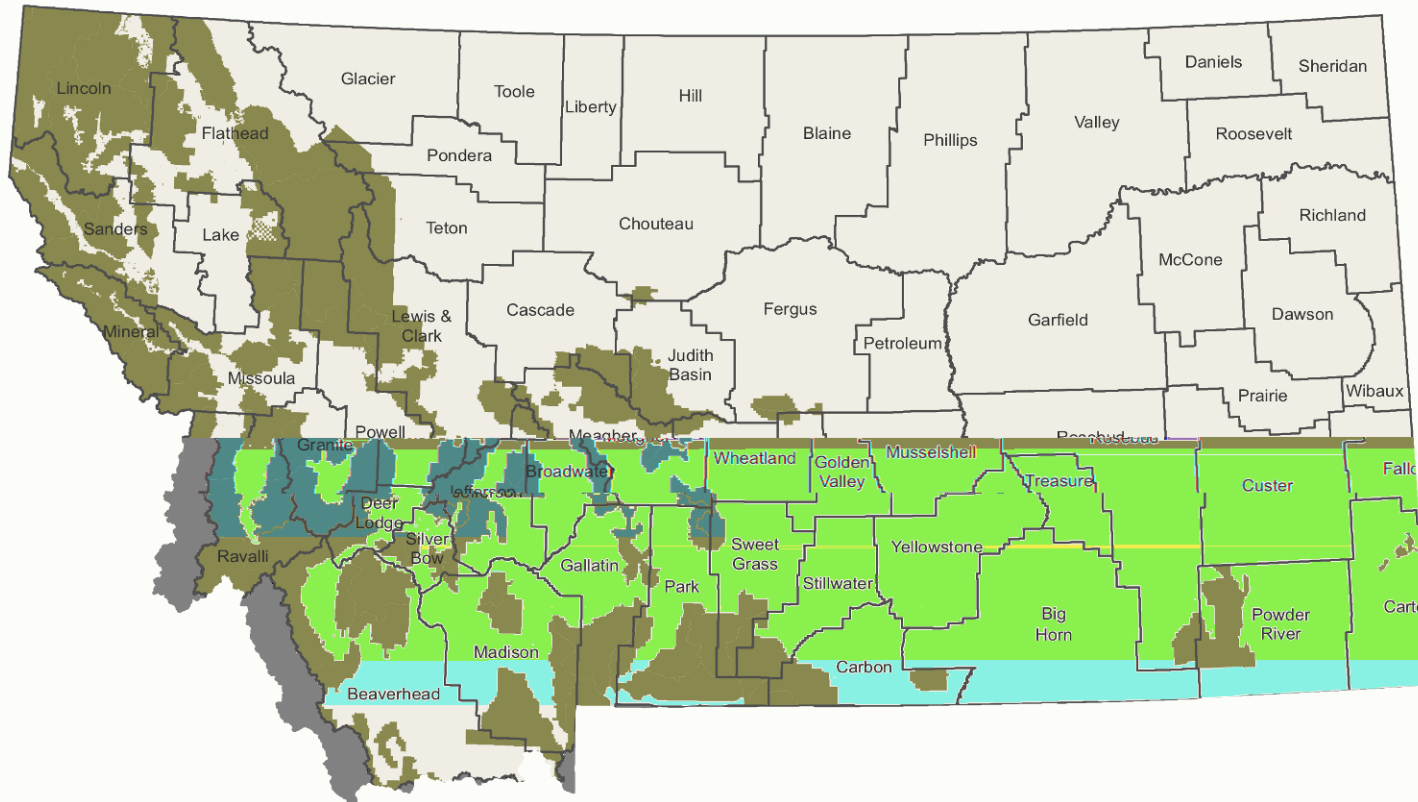 Daniels
Sheridan
Glacier
Toole
Liberty
Hill
Lincoln
Flathead
Blaine
Phillips
Valley
Roosevelt
Pondera
Sanders
Lake
Teton
Chouteau
Richland
McCone
Mineral
Lewis &
Clark
Cascade
Fergus
Garfield
Dawson
Petroleum
Judith
Basin
Missoula
Prairie
Wibaux
Powell
Meagher
Rosebud
Granite
Broadwater
Wheatland
Golden
Valley
Musselshell
Treasure
Custer
Jefferson
Deer
Lodge
Silver
Bow
Ravalli
Gallatin
Park
Sweet
Grass
Stillwater
Yellowstone
Big
Horn
Powder
River
Madison
Carbon
Beaverhead